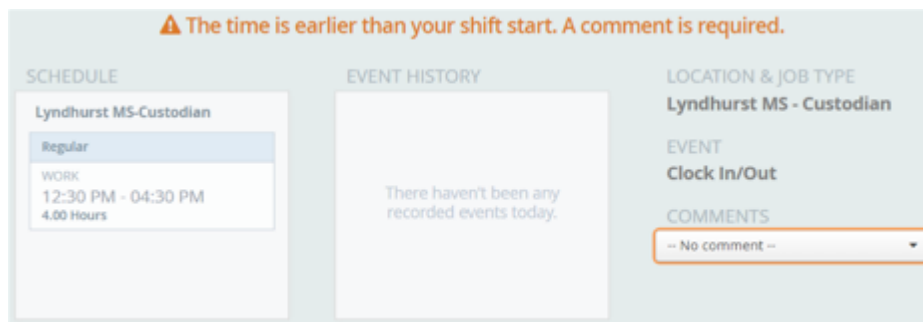 The time is earlier than your shift start. A comment is required.
SCHEDULE
Lyndhurst MS-Custodian
Regular
WORK
12:30 PM - 04:30 PM
4.00 Hours
EVENT HISTORY
There haven't been any
recorded events today.
LOCATION & JOB TYPE
Lyndhurst MS - Custodian
EVENT
Clock In/Out
COMMENTS
-- No comment --